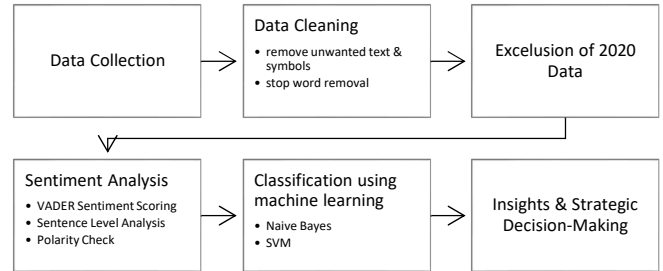 Data Collection
Data Cleaning
• remove unwanted text &
symbols
• stop word removal
Excelusion of 2020
Data
Sentiment Analysis
• VADER Sentiment Scoring
• Sentence Level Analysis
• Polarity Check
Classification using
machine learning
• Naive Bayes
• SVM
Insights & Strategic
Decision-Making